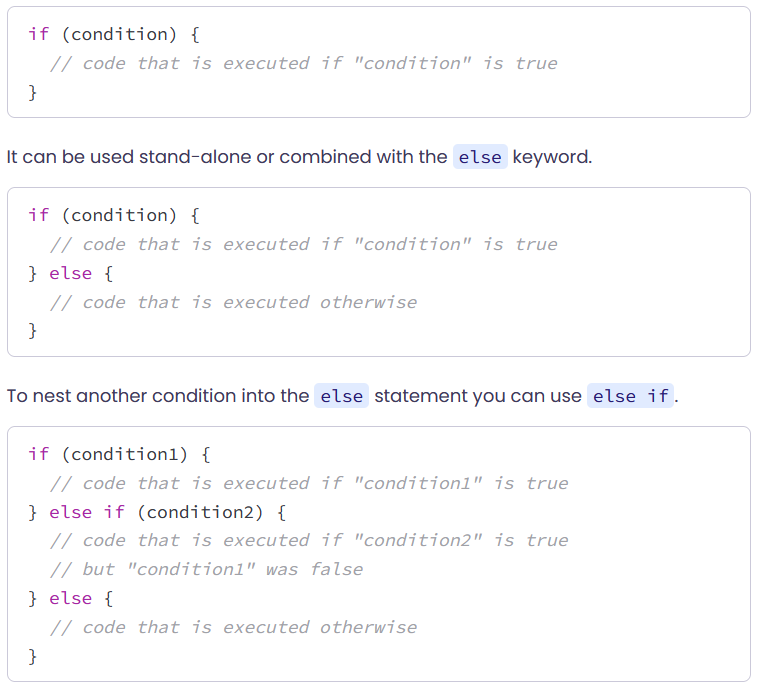 if (condition) {
  // code that is executed if "condition" is true
}
It can be used stand-alone or combined with the else keyword.
if (condition) {
  // code that is executed if "condition" is true
} else {
  // code that is executed otherwise
}
To nest another condition into the else statement you can use else if.
if (condition1) {
  // code that is executed if "condition1" is true
} else if (condition2) {
  // code that is executed if "condition2" is true
  // but "condition1" was false
} else {
  // code that is executed otherwise
}